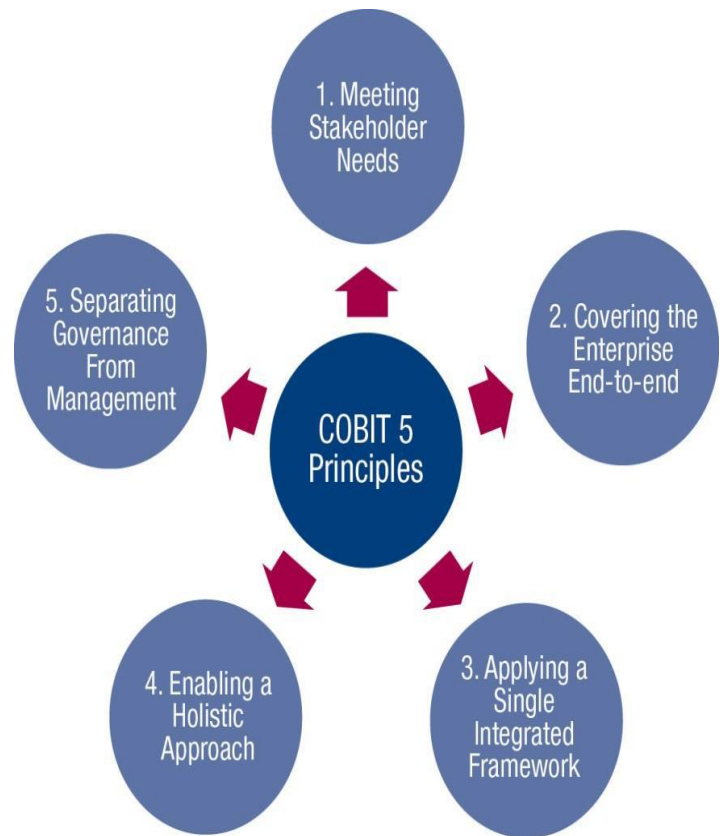 1. Meeting
Stakeholder
Needs
2. Covering the
Enterprise
End-to-end
3. Applying a
Single
Integrated
Framework
4. Enabling a
Holistic
Approach
5. Separating
Governance
From
Management
COBIT 5
Principles